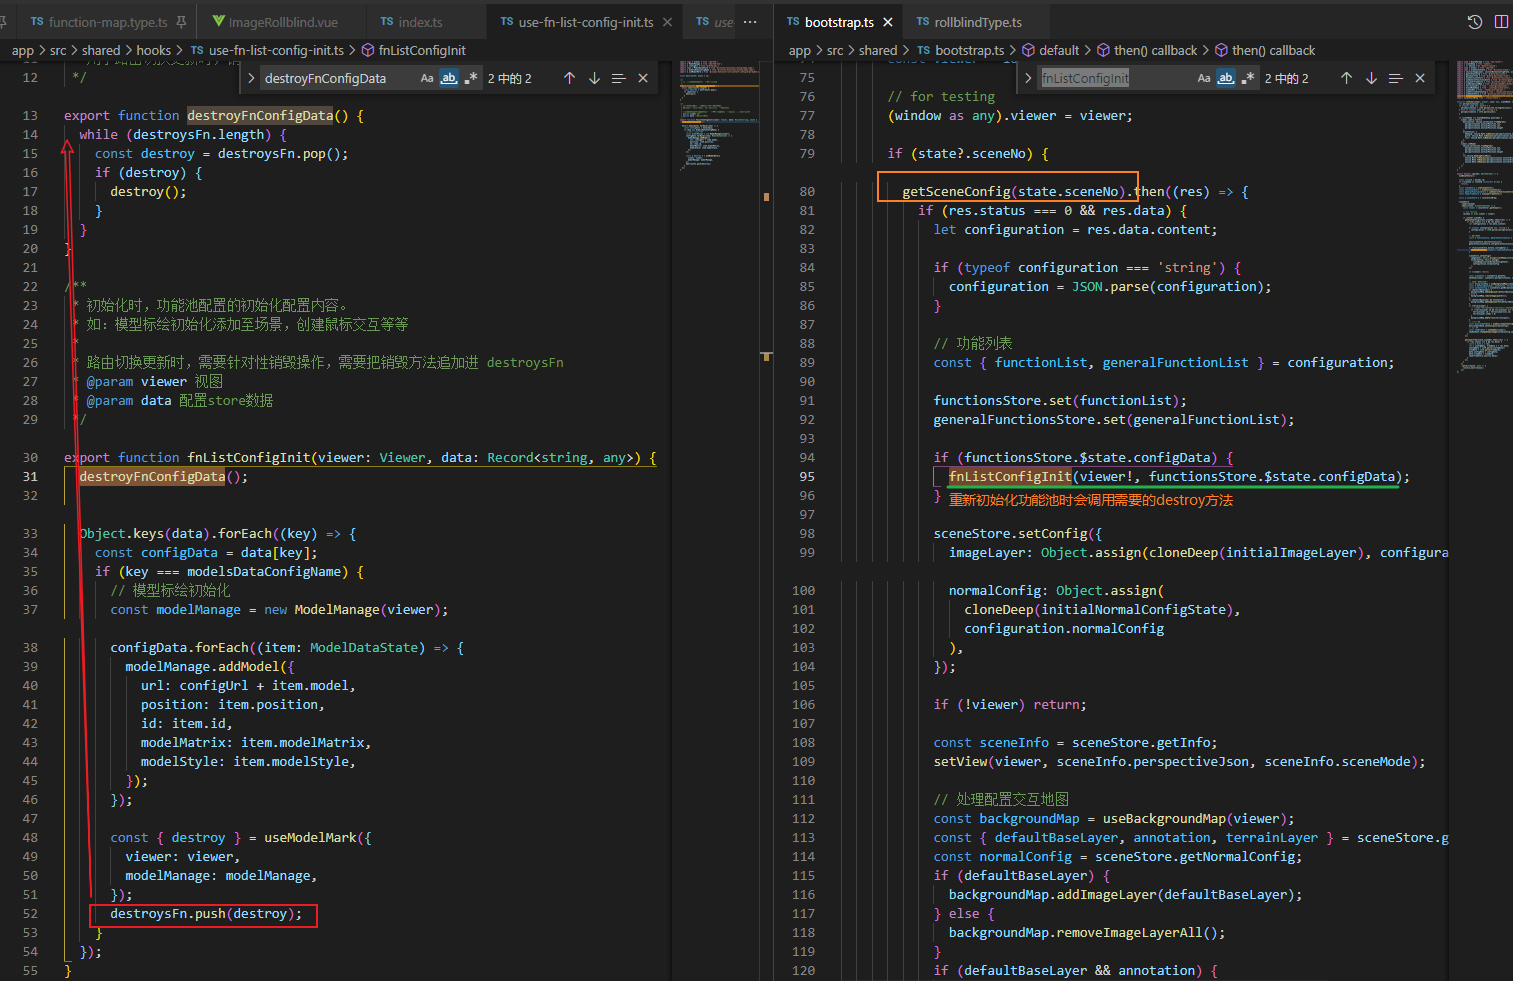 TS function-map.type.ts
ImageRollblind.vue
TS index.ts
TS use-fn-list-config-init.ts ×
TS use- ···
app > src > shared > hooks > TS use-fn-list-config-init.ts > fnListConfigInit
destroyFnConfigData Aa ab 2 中的 2
12 */
13 export function destroyFnConfigData() {
14 while (destroysFn.length) {
15 const destroy = destroysFn.pop();
16 if (destroy) {
17 destroy();
18 }
19 }
20 }
21
22 /**
23 * 初始化时，功能池配置的初始化配置内容。
24 * 如：模型标绘初始化添加至场景，创建鼠标交互等等
25 *
26 * 路由切换更新时，需要针对性销毁操作，需要把销毁方法追加进 destroysFn
27 * @param viewer 视图
28 * @param data 配置store数据
29 */
30 export function fnListConfigInit(viewer: Viewer, data: Record<string, any>) {
31 destroyFnConfigData();
32
33 Object.keys(data).forEach((key) => {
34 const configData = data[key];
35 if (key === modelsDataConfigName) {
36 // 模型标绘初始化
37 const modelManage = new ModelManage(viewer);
38 configData.forEach((item: ModelDataState) => {
39 modelManage.addModel({
40 url: configUrl + item.model,
41 position: item.position,
42 id: item.id,
43 modelMatrix: item.modelMatrix,
44 modelStyle: item.modelStyle,
45 });
46 });
47
48 const { destroy } = useModelMark({
49 viewer: viewer,
50 modelManage: modelManage,
51 });
52 destroysFn.push(destroy);
53 }
54 });
55 }
TS bootstrap.ts ×
TS rollblindType.ts
app > src > shared > TS bootstrap.ts > default > then() callback > then() callback
fnListConfigInit Aa ab 2 中的 2
75
76 // for testing
77 (window as any).viewer = viewer;
78
79 if (state?.sceneNo) {
80 getSceneConfig(state.sceneNo).then((res) => {
81 if (res.status === 0 && res.data) {
82 let configuration = res.data.content;
83
84 if (typeof configuration === 'string') {
85 configuration = JSON.parse(configuration);
86 }
87
88 // 功能列表
89 const { functionList, generalFunctionList } = configuration;
90
91 functionsStore.set(functionList);
92 generalFunctionsStore.set(generalFunctionList);
93
94 if (functionsStore.$state.configData) {
95 fnListConfigInit(viewer!, functionsStore.$state.configData);
96 } 重新初始化功能池时会调用需要的destroy方法
97
98 sceneStore.setConfig({
99 imageLayer: Object.assign(cloneDeep(initialImageLayer), configura
100 normalConfig: Object.assign(
101 cloneDeep(initialNormalConfigState),
102 configuration.normalConfig
103 ),
104 });
105
106 if (!viewer) return;
107
108 const sceneInfo = sceneStore.getInfo;
109 setView(viewer, sceneInfo.perspectiveJson, sceneInfo.sceneMode);
110
111 // 处理配置交互地图
112 const backgroundMap = useBackgroundMap(viewer);
113 const { defaultBaseLayer, annotation, terrainLayer } = sceneStore.g
114 const normalConfig = sceneStore.getNormalConfig;
115 if (defaultBaseLayer) {
116 backgroundMap.addImageLayer(defaultBaseLayer);
117 } else {
118 backgroundMap.removeImageLayerAll();
119 }
120 if (defaultBaseLayer && annotation) {